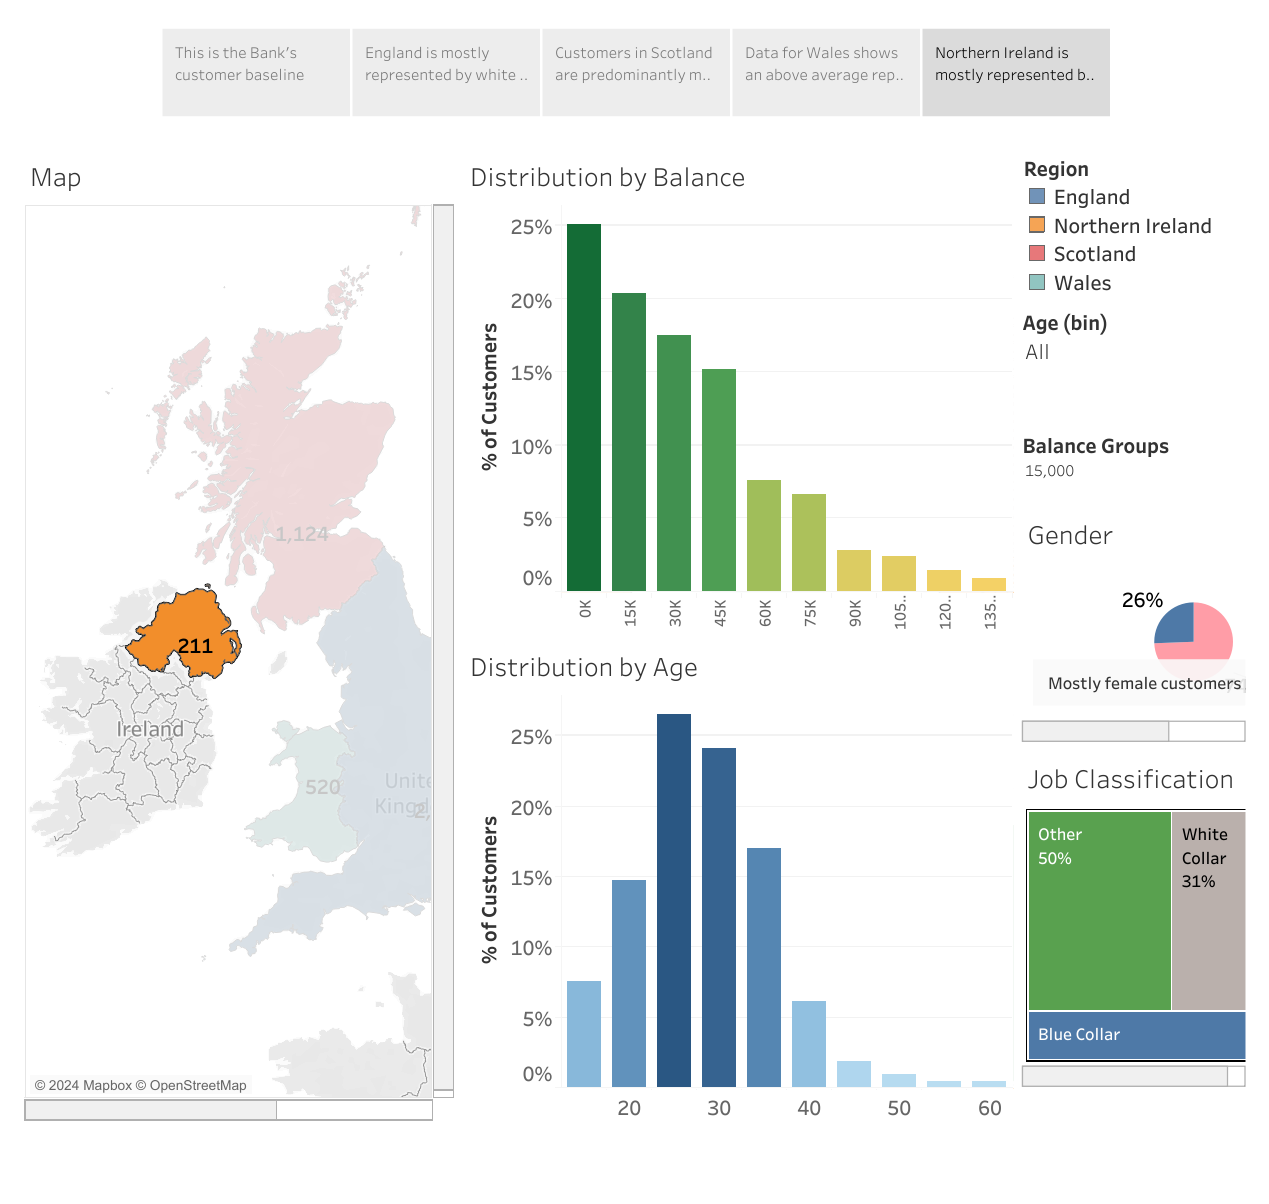 This is the Bank's
customer baseline
England is mostly
represented by white ..
Customers in Scotland
are predominantly m..
Data for Wales shows
an above average rep..
Northern Ireland is
mostly represented b..
Map
1,124
211
Ireland
520
Unite
Kingd
2,
© 2024 Mapbox © OpenStreetMap
Distribution by Balance
% of Customers
25%
20%
15%
10%
5%
0%
0K
15K
30K
45K
60K
75K
90K
105..
120..
135..
Distribution by Age
% of Customers
25%
20%
15%
10%
5%
0%
20
30
40
50
60
Region
England
Northern Ireland
Scotland
Wales
Age (bin)
All
Balance Groups
15,000
Gender
26%
Mostly female customers
Job Classification
Other
50%
White
Collar
31%
Blue Collar